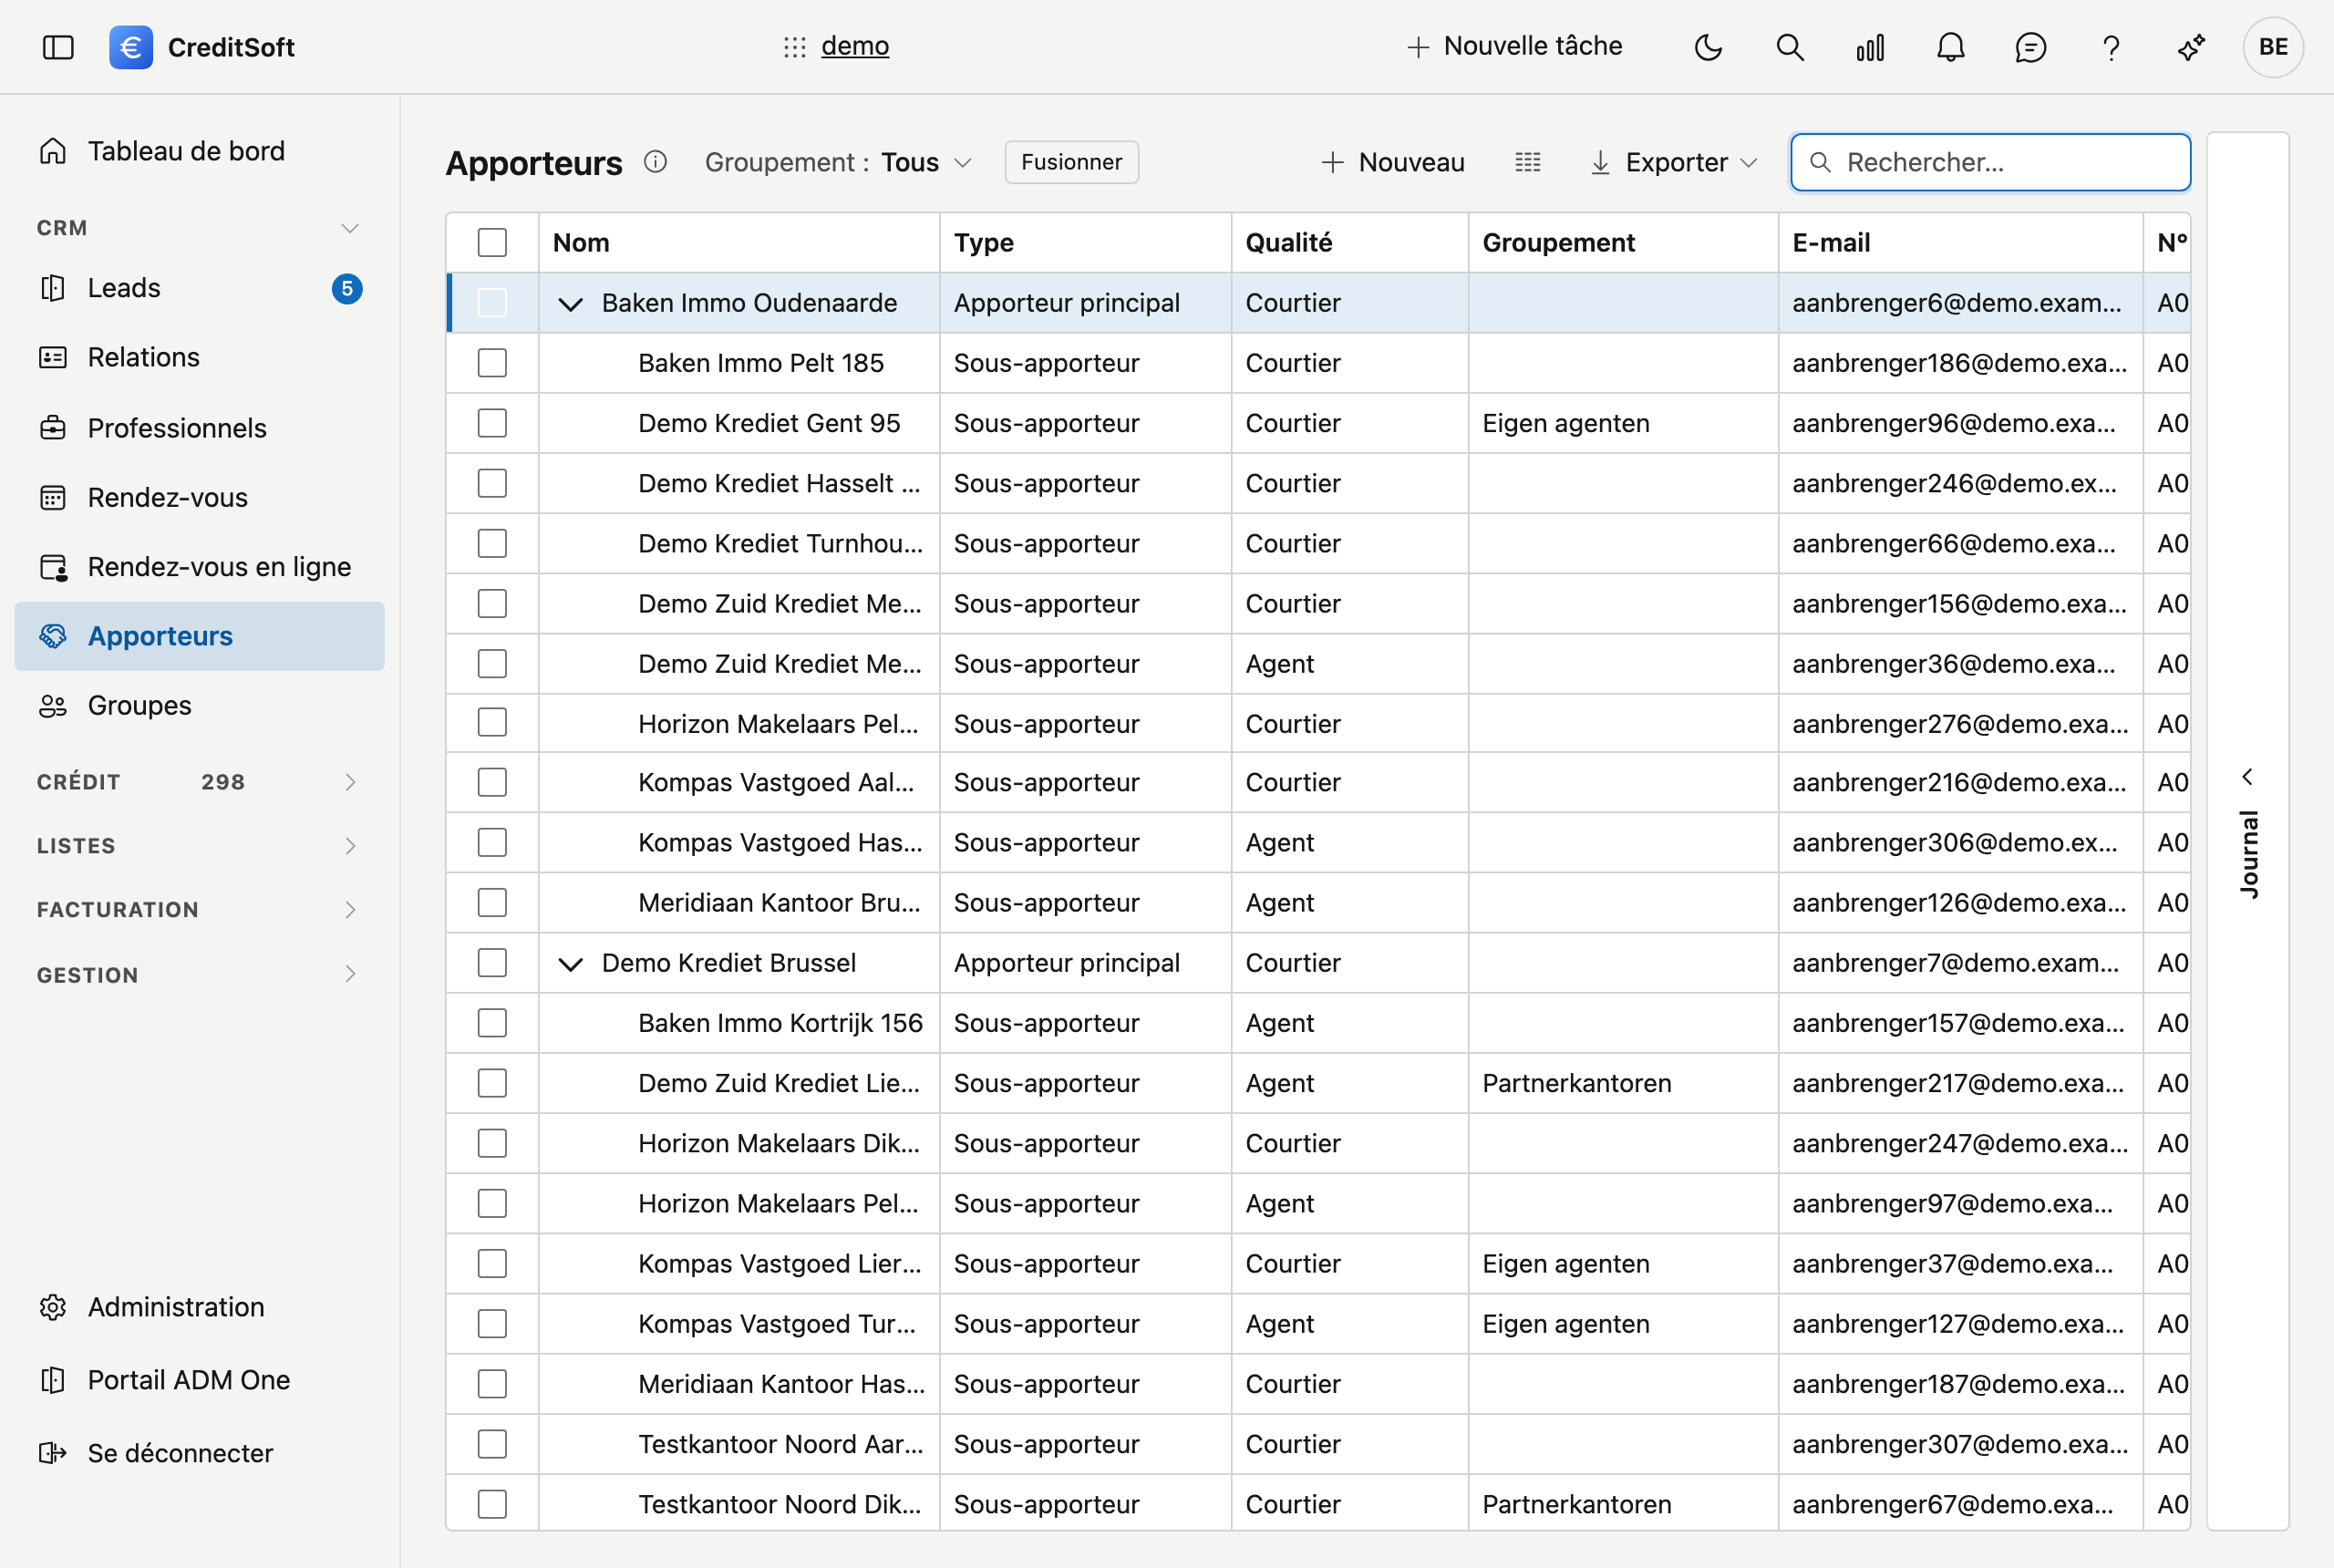 CreditSoft
demo
Nouvelle tâche
BE
Tableau de bord
CRM
Leads 5
Relations
Professionnels
Rendez-vous
Rendez-vous en ligne
Apporteurs
Groupes
CRÉDIT 298
LISTES
FACTURATION
GESTION
Administration
Portail ADM One
Se déconnecter
Apporteurs Groupement : Tous Fusionner Nouveau Exporter Rechercher...
Nom Type Qualité Groupement E-mail N°
Baken Immo Oudenaarde Apporteur principal Courtier aanbrenger6@demo.exam... A0
Baken Immo Pelt 185 Sous-apporteur Courtier aanbrenger186@demo.exa... A0
Demo Krediet Gent 95 Sous-apporteur Courtier Eigen agenten aanbrenger96@demo.exa... A0
Demo Krediet Hasselt ... Sous-apporteur Courtier aanbrenger246@demo.ex... A0
Demo Krediet Turnhou... Sous-apporteur Courtier aanbrenger66@demo.exa... A0
Demo Zuid Krediet Me... Sous-apporteur Courtier aanbrenger156@demo.exa... A0
Demo Zuid Krediet Me... Sous-apporteur Agent aanbrenger36@demo.exa... A0
Horizon Makelaars Pel... Sous-apporteur Courtier aanbrenger276@demo.exa... A0
Kompas Vastgoed Aal... Sous-apporteur Courtier aanbrenger216@demo.exa... A0
Kompas Vastgoed Has... Sous-apporteur Agent aanbrenger306@demo.ex... A0
Meridiaan Kantoor Bru... Sous-apporteur Agent aanbrenger126@demo.exa... A0
Demo Krediet Brussel Apporteur principal Courtier aanbrenger7@demo.exam... A0
Baken Immo Kortrijk 156 Sous-apporteur Agent aanbrenger157@demo.exa... A0
Demo Zuid Krediet Lie... Sous-apporteur Agent Partnerkantoren aanbrenger217@demo.exa... A0
Horizon Makelaars Dik... Sous-apporteur Courtier aanbrenger247@demo.exa... A0
Horizon Makelaars Pel... Sous-apporteur Agent aanbrenger97@demo.exa... A0
Kompas Vastgoed Lier... Sous-apporteur Courtier Eigen agenten aanbrenger37@demo.exa... A0
Kompas Vastgoed Tur... Sous-apporteur Agent Eigen agenten aanbrenger127@demo.exa... A0
Meridiaan Kantoor Has... Sous-apporteur Courtier aanbrenger187@demo.exa... A0
Testkantoor Noord Aar... Sous-apporteur Courtier aanbrenger307@demo.exa... A0
Testkantoor Noord Dik... Sous-apporteur Courtier Partnerkantoren aanbrenger67@demo.exa... A0
Journal